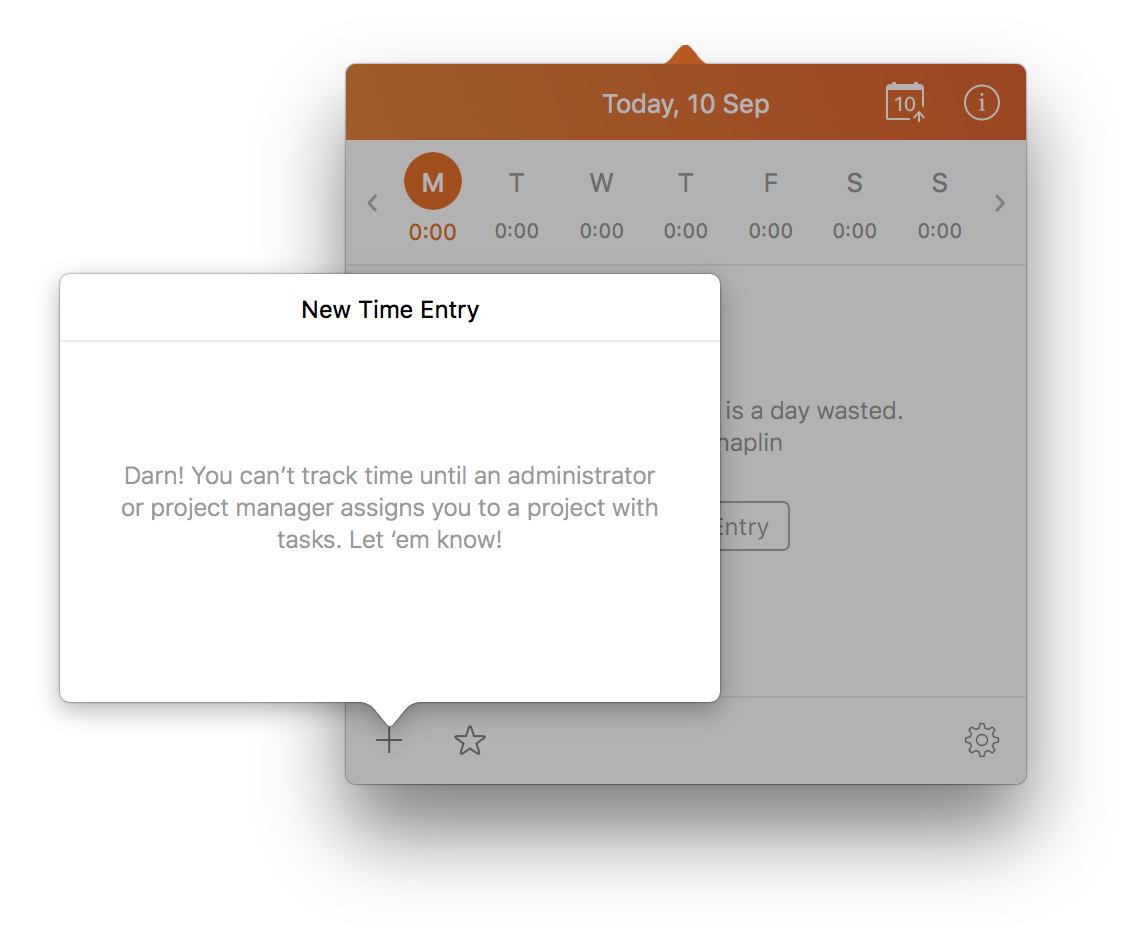 Today, 10 Sep
10
i
M T W T F S S
0:00 0:00 0:00 0:00 0:00 0:00 0:00
New Time Entry
is a day wasted.
Darn! You can’t track time until an administrator
or project manager assigns you to a project with
tasks. Let ‘em know!